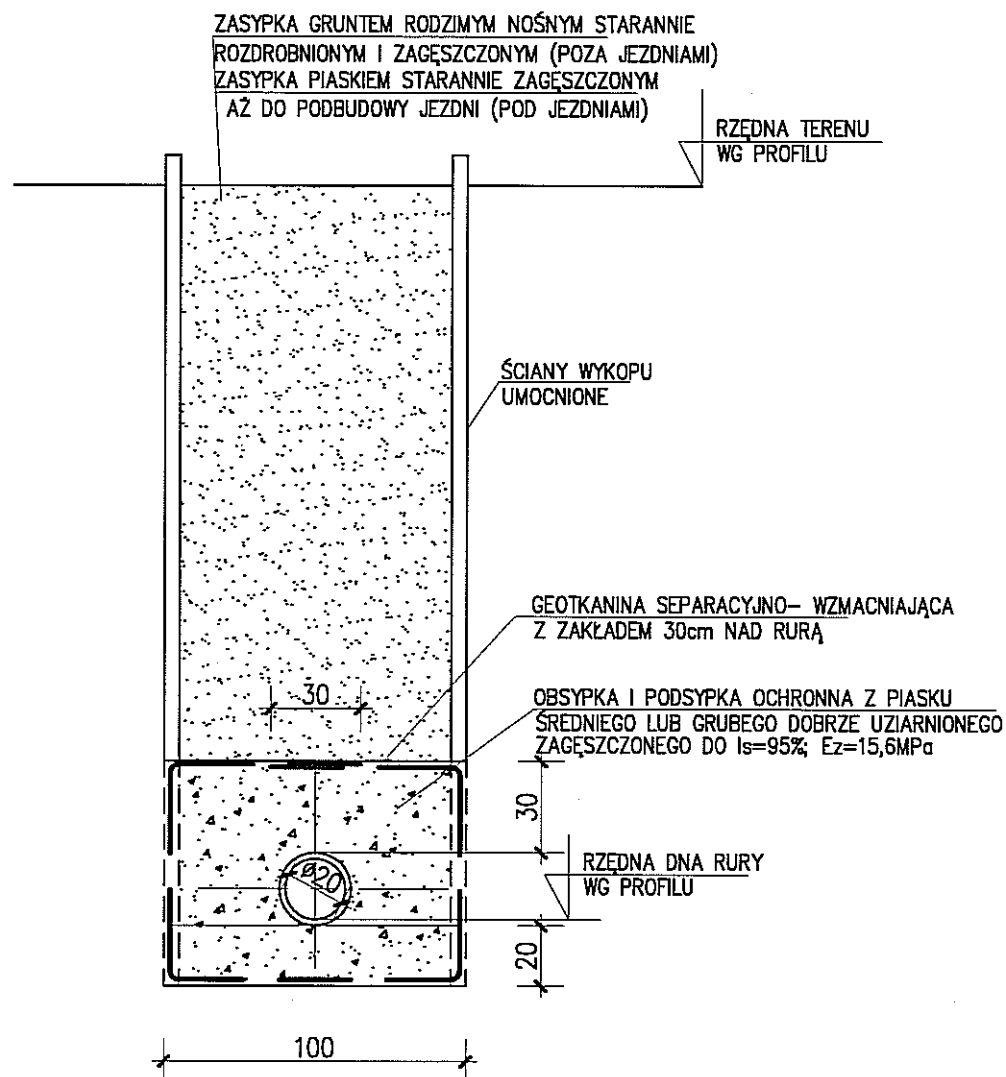 ZASYPKA GRUNTEM RODZIMYM NOŚNYM STARANNIE
ROZDROBNIONYM I ZAGĘSZCZONYM (POZA JEZDNIAMI)
ZASYPKA PIASKIEM STARANNIE ZAGĘSZCZONYM
AŻ DO PODBUDOWY JEZDNI (POD JEZDNIAMI)
RZĘDNA TERENU
WG PROFILU
ŚCIANY WYKOPU
UMOCNIONE
GEOTKANINA SEPARACYJNO- WZMACNIAJĄCA
Z ZAKŁADEM 30cm NAD RURĄ
30
OBSYPKA I PODSYPKA OCHRONNA Z PIASKU
ŚREDNIEGO LUB GRUBEGO DOBRZE UZIARNIONEGO
ZAGĘSZCZONEGO DO Is=95%; Ez=15,6MPa
30
ø20
RZĘDNA DNA RURY
WG PROFILU
20
100